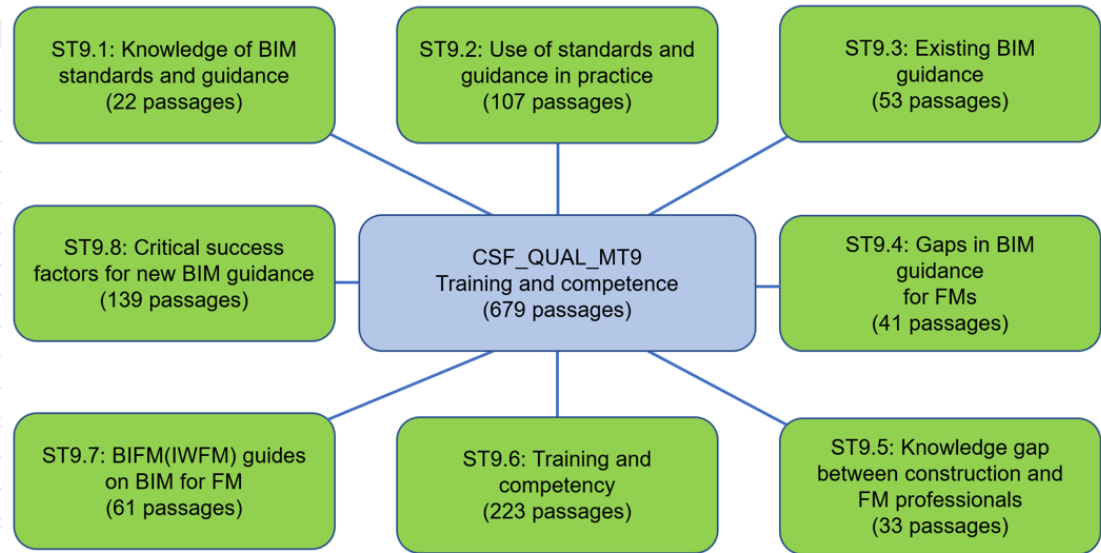 ST9.1: Knowledge of BIM
standards and guidance
(22 passages)
ST9.2: Use of standards and
guidance in practice
(107 passages)
ST9.3: Existing BIM
guidance
(53 passages)
ST9.8: Critical success
factors for new BIM guidance
(139 passages)
CSF_QUAL_MT9
Training and competence
(679 passages)
ST9.4: Gaps in BIM
guidance
for FMs
(41 passages)
ST9.7: BIFM(IWFM) guides
on BIM for FM
(61 passages)
ST9.6: Training and
competency
(223 passages)
ST9.5: Knowledge gap
between construction and
FM professionals
(33 passages)